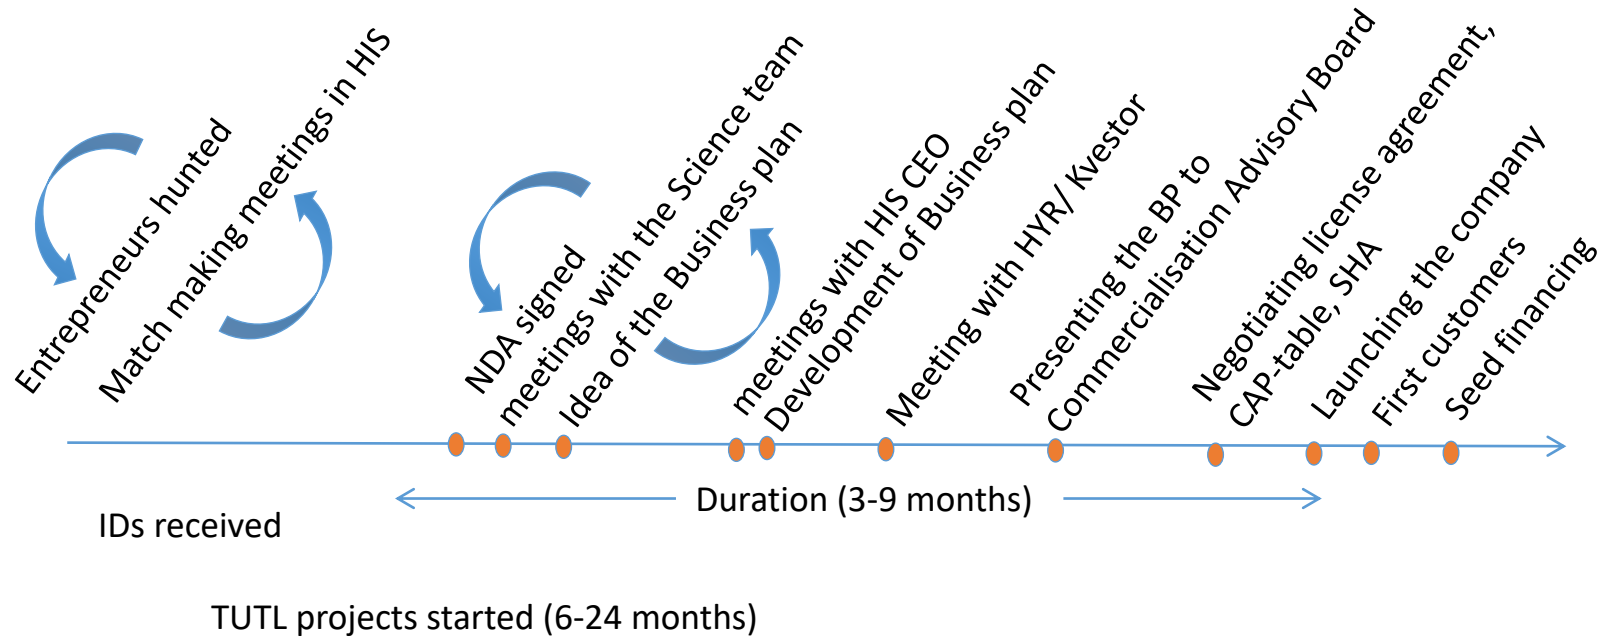 Entrepreneurs hunted
Match making meetings in HIS
NDA signed
meetings with the Science team
Idea of the Business plan
meetings with HIS CEO
Development of Business plan
Meeting with HYR/ Kvestor
Presenting the BP to
Commercialisation Advisory Board
Negotiating license agreement,
CAP-table, SHA
Launching the company
First customers
Seed financing
Duration (3-9 months)
IDs received
TUTL projects started (6-24 months)